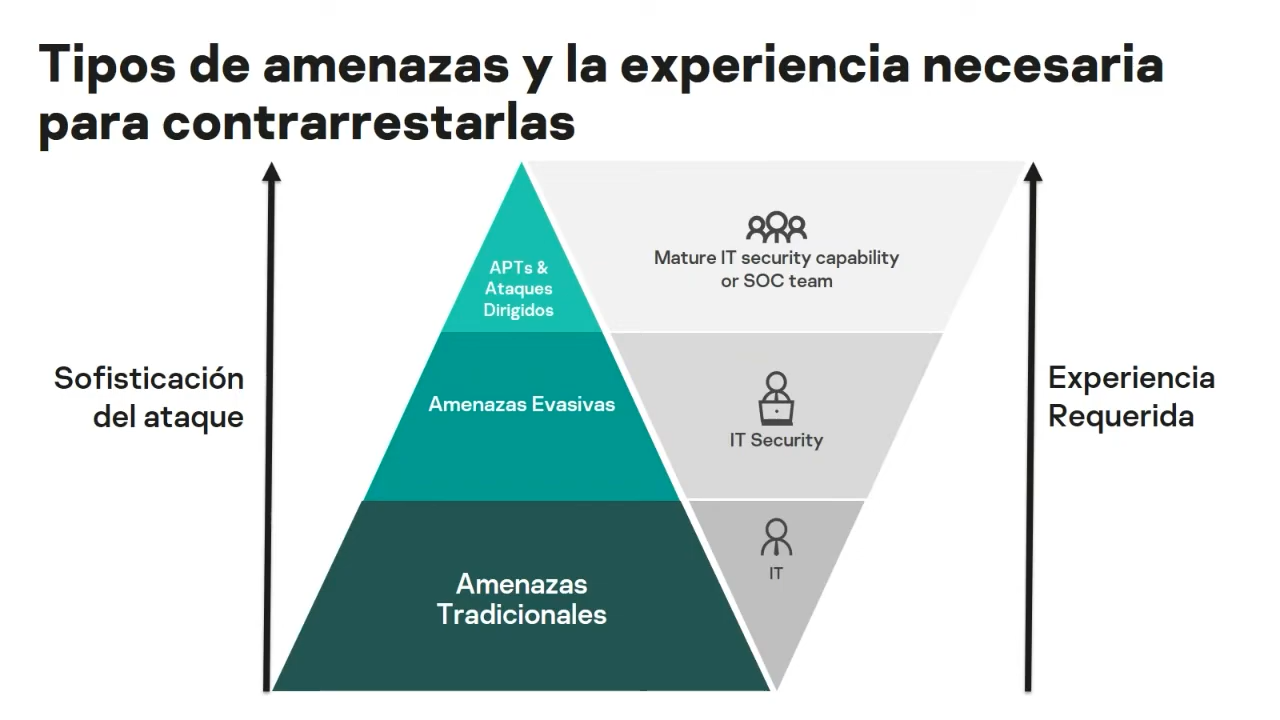 Tipos de amenazas y la experiencia necesaria
para contrarrestarlas
Sofisticación
del ataque
APTs &
Ataques
Dirigidos
Amenazas Evasivas
Amenazas
Tradicionales
Mature IT security capability
or SOC team
IT Security
IT
Experiencia
Requerida